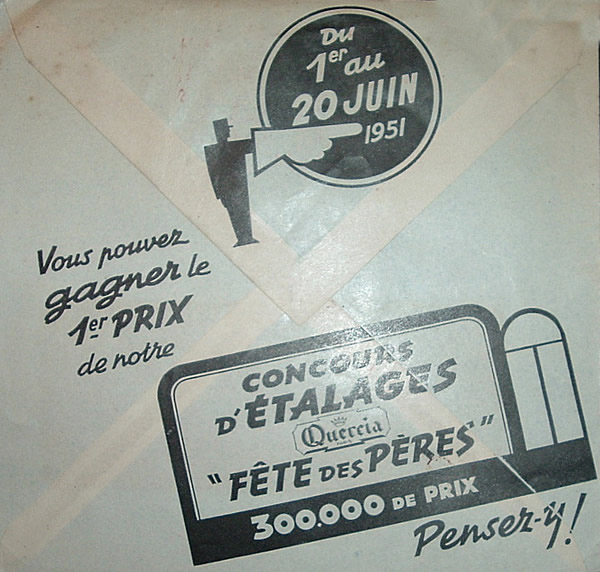 Du
1er au
20 JUIN
1951
Vous pouvez
gagner le
1er PRIX
de notre
CONCOURS
D'ÉTALAGES
Quercia
PARIS
"FÊTE DES PÈRES"
300.000 DE PRIX
Pensez-y!